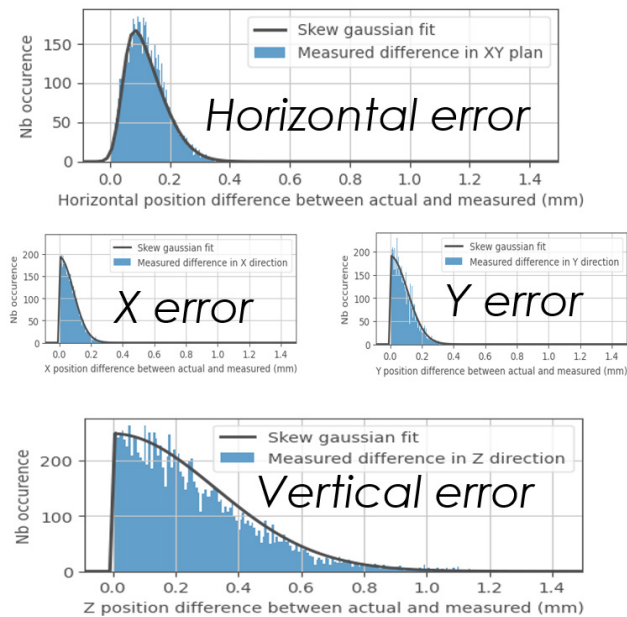 Skew gaussian fit
Measured difference in XY plan
Horizontal error
Nb occurence
150
100
50
0
0.0 0.2 0.4 0.6 0.8 1.0 1.2 1.4
Horizontal position difference between actual and measured (mm)
Skew gaussian fit
Measured difference in X direction
X error
Nb occurence
200
150
100
50
0
0.0 0.2 0.4 0.6 0.8 1.0 1.2 1.4
X position difference between actual and measured (mm)
Skew gaussian fit
Measured difference in Y direction
Y error
Nb occurence
200
150
100
50
0
0.0 0.2 0.4 0.6 0.8 1.0 1.2 1.4
Y position difference between actual and measured (mm)
Skew gaussian fit
Measured difference in Z direction
Vertical error
Nb occurence
200
100
0
0.0 0.2 0.4 0.6 0.8 1.0 1.2 1.4
Z position difference between actual and measured (mm)